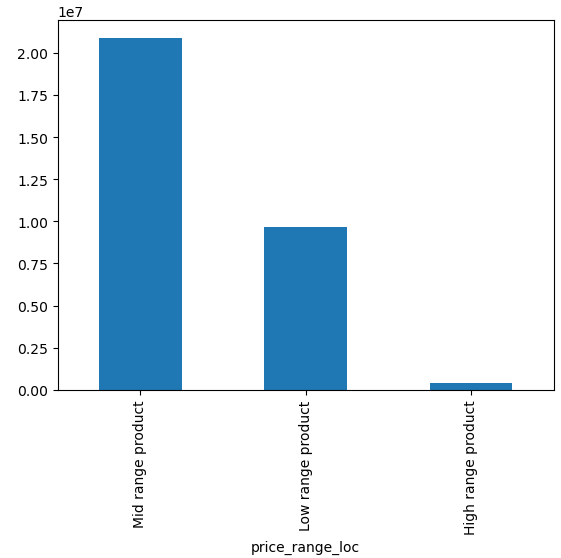 1e7
2.00
1.75
1.50
1.25
1.00
0.75
0.50
0.25
0.00
Mid range product
Low range product
High range product
price_range_loc